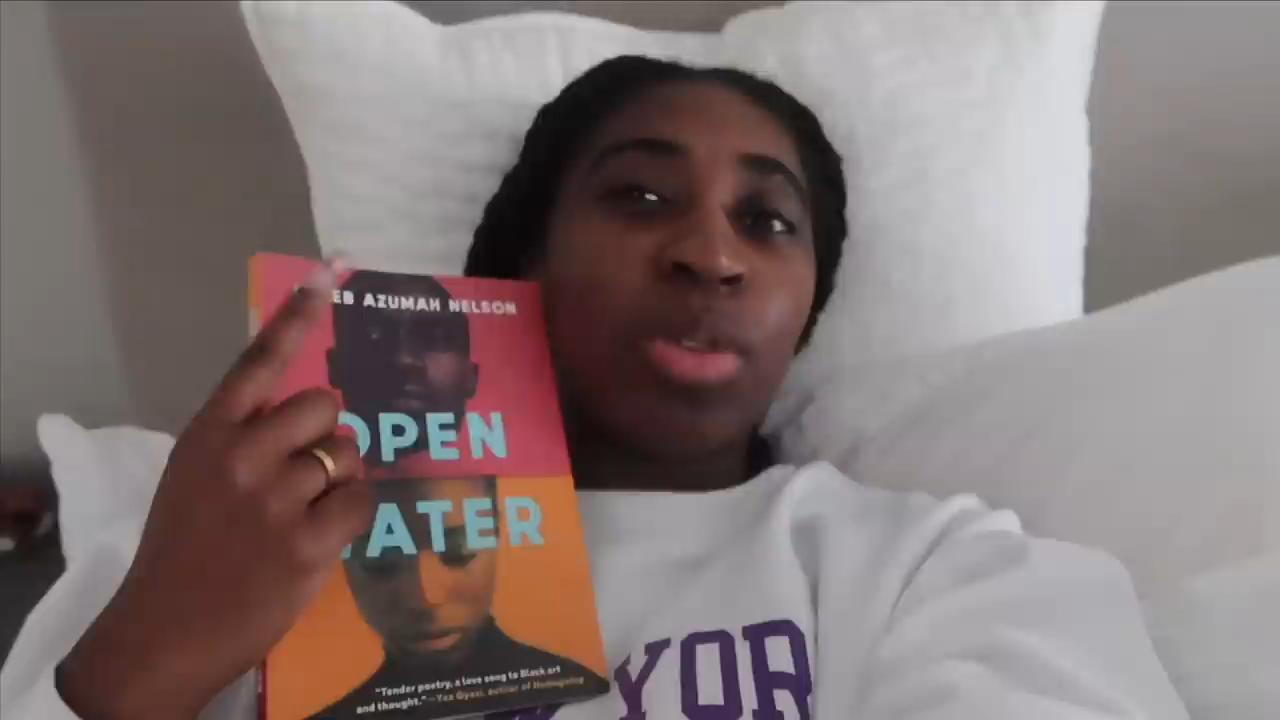 EB AZUMAH NELSON
OPEN
ATER
"Tender poetry, a love song to Black art
and thought."—Yaa Gyasi, author of Homegoing
YOR